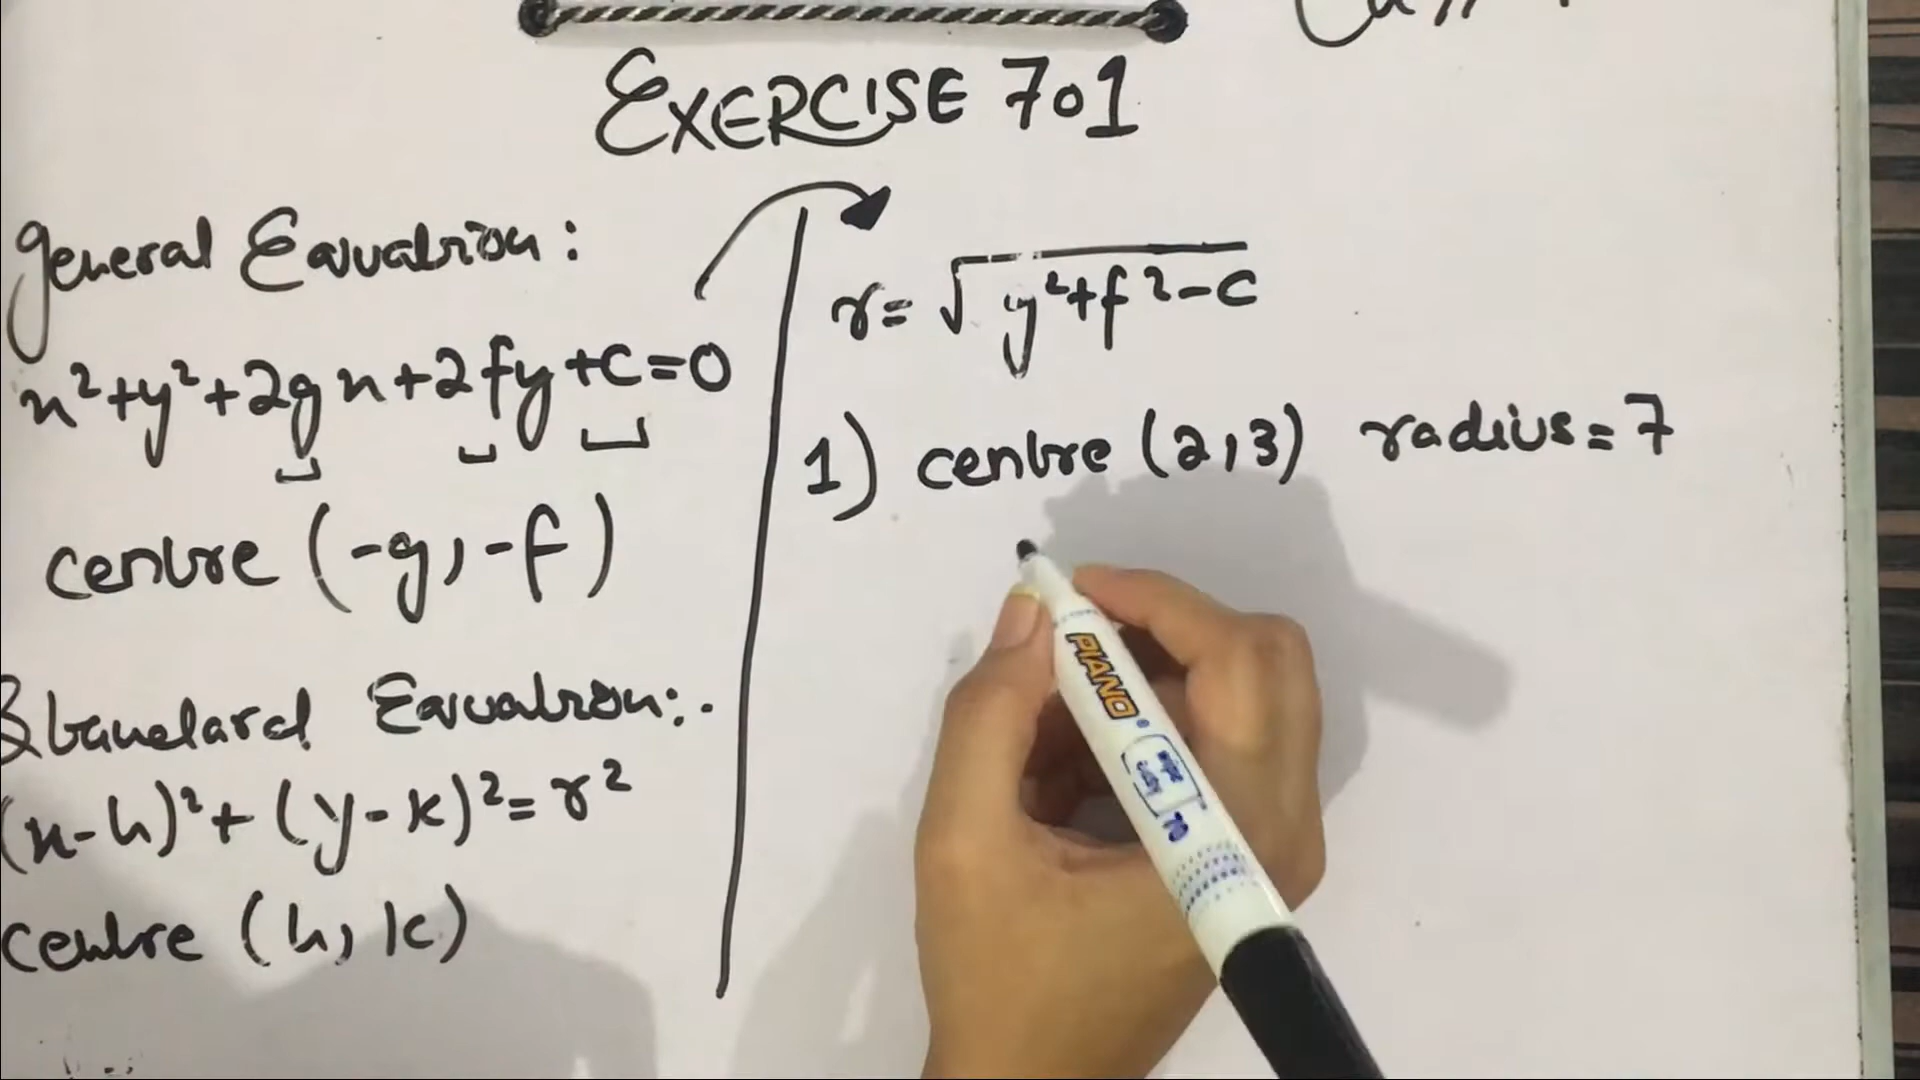 EXERCISE 7.1
General Equation:
x²+y²+2gx+2fy+c=0
centre (-g, -f)
Standard Equation:.
(x-h)²+(y-k)²=r²
centre (h, k)
r=√g²+f²-c
1) centre (2,3) radius=7
PIANO
70